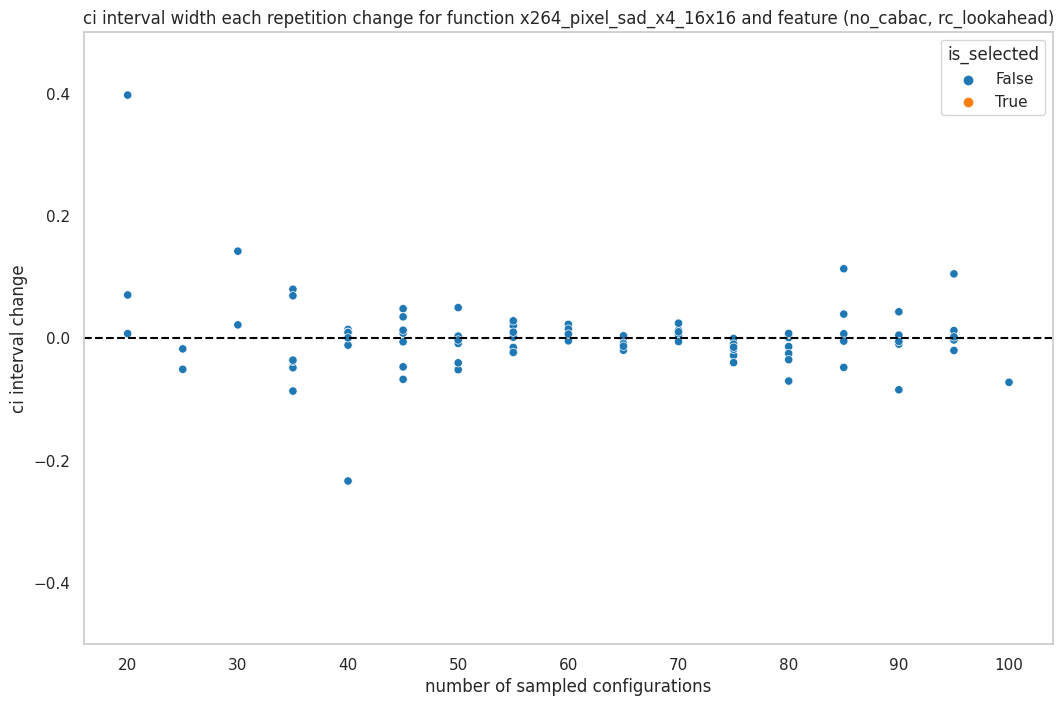 ci interval width each repetition change for function x264_pixel_sad_x4_16x16 and feature (no_cabac, rc_lookahead)
is_selected
False
True
ci interval change
0.4
0.2
0.0
−0.2
−0.4
20 30 40 50 60 70 80 90 100
number of sampled configurations